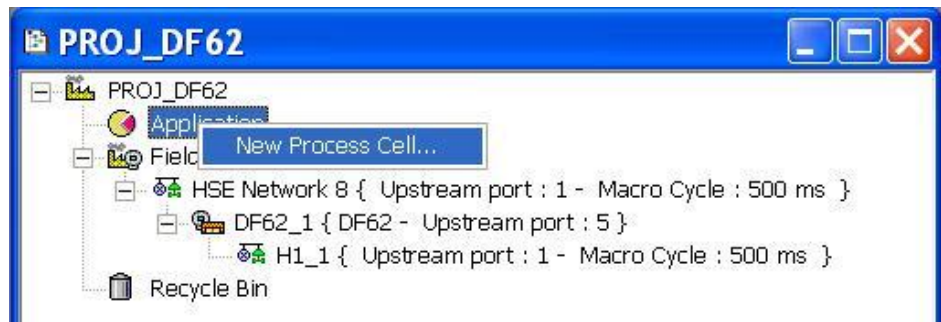 PROJ_DF62
PROJ_DF62
Application
New Process Cell...
HSE Network 8 { Upstream port : 1 - Macro Cycle : 500 ms }
DF62_1 { DF62 - Upstream port : 5 }
H1_1 { Upstream port : 1 - Macro Cycle : 500 ms }
Recycle Bin